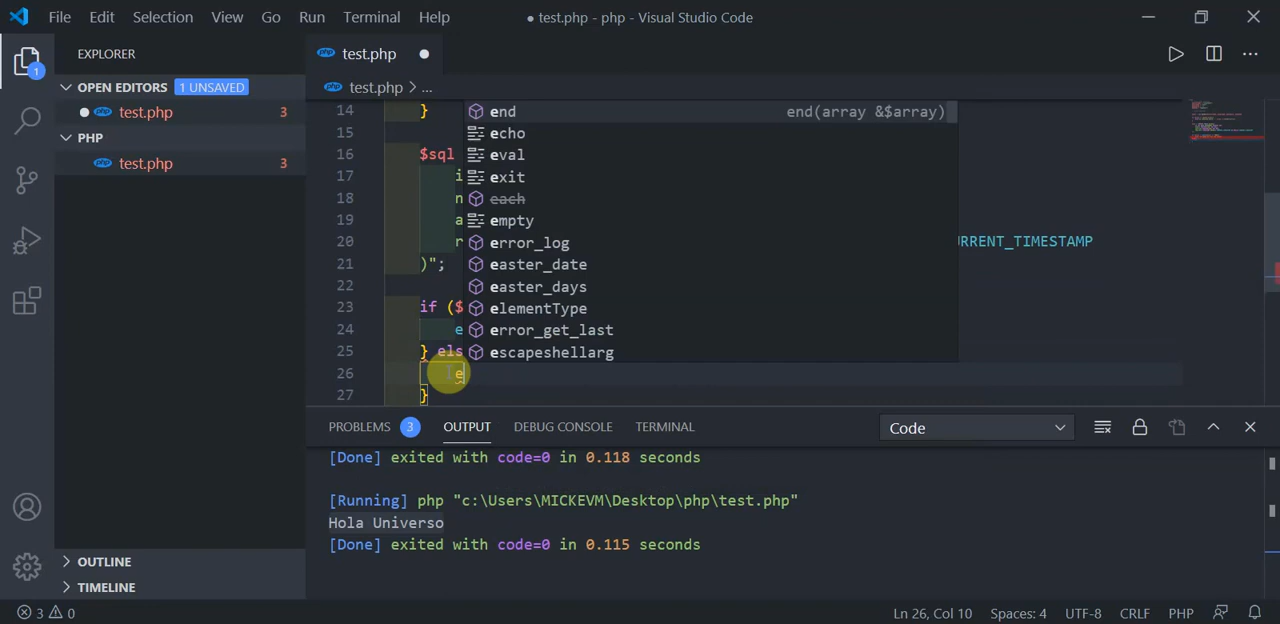 File Edit Selection View Go Run Terminal Help ● test.php - php - Visual Studio Code
EXPLORER
OPEN EDITORS 1 UNSAVED
test.php 3
PHP
test.php 3
OUTLINE
TIMELINE
1
php test.php
php test.php > ...
14 }
15
16 $sql
17 i
18 n
19 a
20 r RRENT_TIMESTAMP
21 )";
22
23 if ($
24 e
25 } els
26 e
27 }
end end(array &$array)
echo
eval
exit
each
empty
error_log
easter_date
easter_days
elementType
error_get_last
escapeshellarg
PROBLEMS 3 OUTPUT DEBUG CONSOLE TERMINAL Code
[Done] exited with code=0 in 0.118 seconds
[Running] php "c:\Users\MICKEVM\Desktop\php\test.php"
Hola Universo
[Done] exited with code=0 in 0.115 seconds
3 0 Ln 26, Col 10 Spaces: 4 UTF-8 CRLF PHP